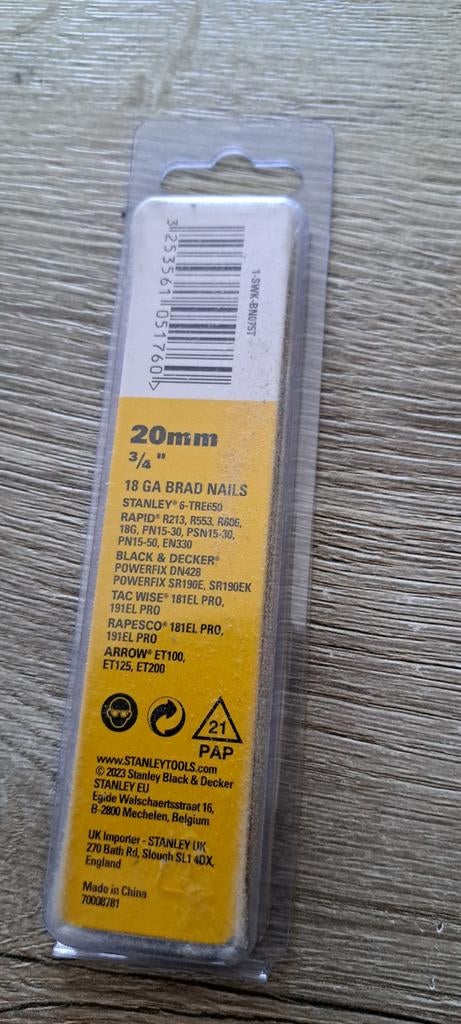 3 253561 051760
1-SWK-BN075T
20mm
3/4 "
18 GA BRAD NAILS
STANLEY® 6-TRE650
RAPID® R213, R553, R606,
18G, PN15-30, PSN15-30,
PN15-50, EN330
BLACK & DECKER®
POWERFIX DN428
POWERFIX SR190E, SR190EK
TAC WISE® 181EL PRO,
191EL PRO
RAPESCO® 181EL PRO,
191EL PRO
ARROW® ET100,
ET125, ET200
21
PAP
www.STANLEYTOOLS.com
© 2023 Stanley Black & Decker
STANLEY EU
Egide Walschaertsstraat 16,
B-2800 Mechelen, Belgium
UK Importer - STANLEY UK
270 Bath Rd, Slough SL1 4DX,
England
Made in China
70008781